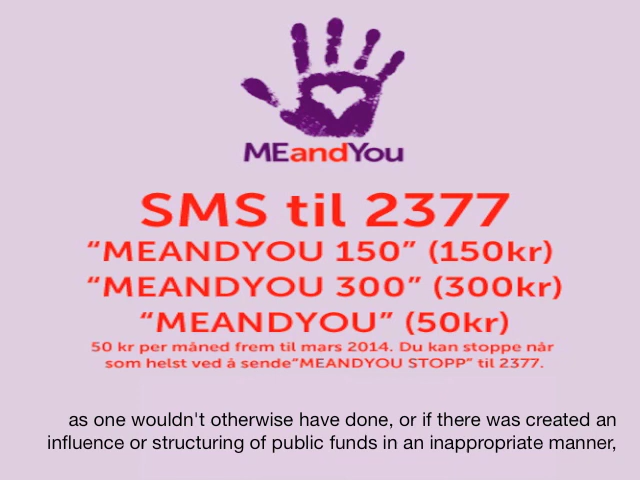 MEandYou
SMS til 2377
“MEANDYOU 150” (150kr)
“MEANDYOU 300” (300kr)
“MEANDYOU” (50kr)
50 kr per måned frem til mars 2014. Du kan stoppe når
som helst ved å sende“MEANDYOU STOPP” til 2377.
as one wouldn't otherwise have done, or if there was created an
influence or structuring of public funds in an inappropriate manner,